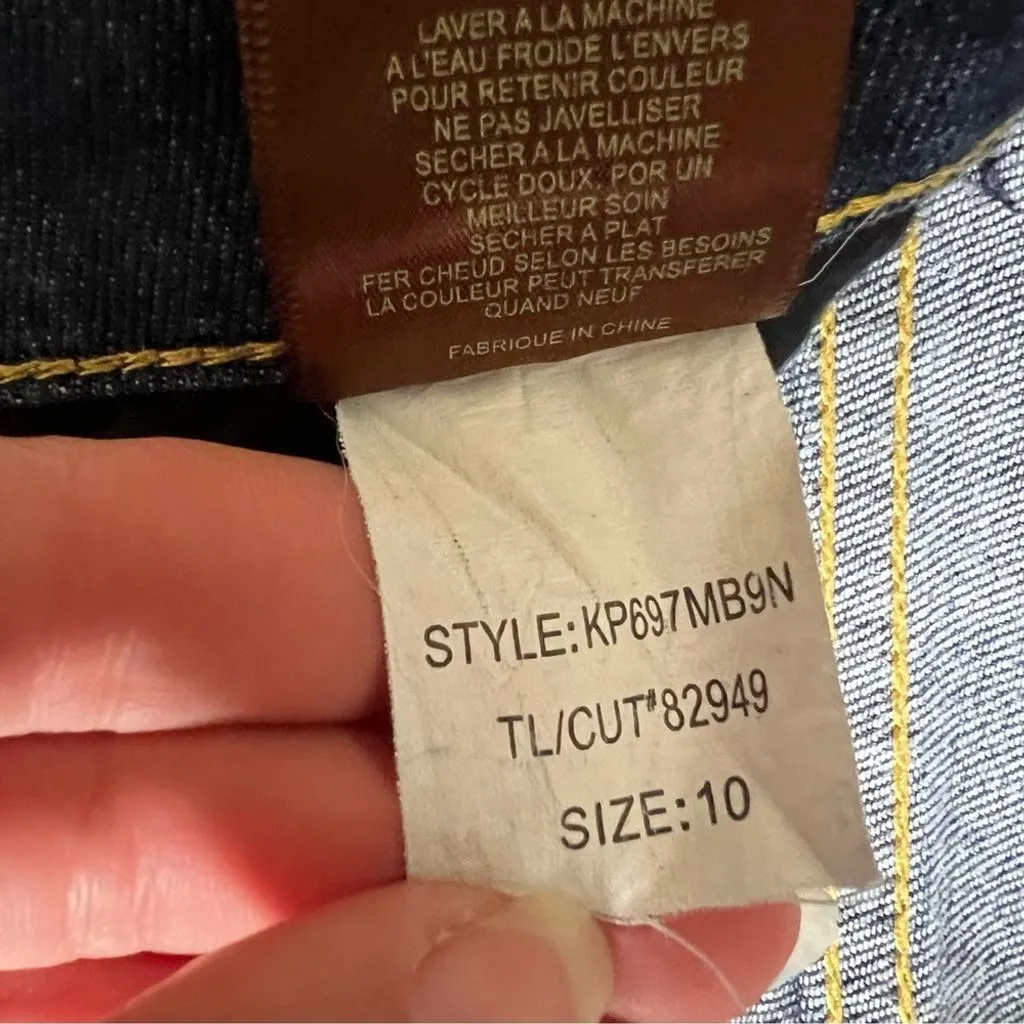 LAVER A LA MACHINE
A L'EAU FROIDE L'ENVERS
POUR RETENIR COULEUR
NE PAS JAVELLISER
SECHER A LA MACHINE
CYCLE DOUX. POR UN
MEILLEUR SOIN
SECHER A PLAT
FER CHEUD SELON LES BESOINS
LA COULEUR PEUT TRANSFERER
QUAND NEUF
FABRIQUE IN CHINE
STYLE:KP697MB9N
TL/CUT#82949
SIZE:10